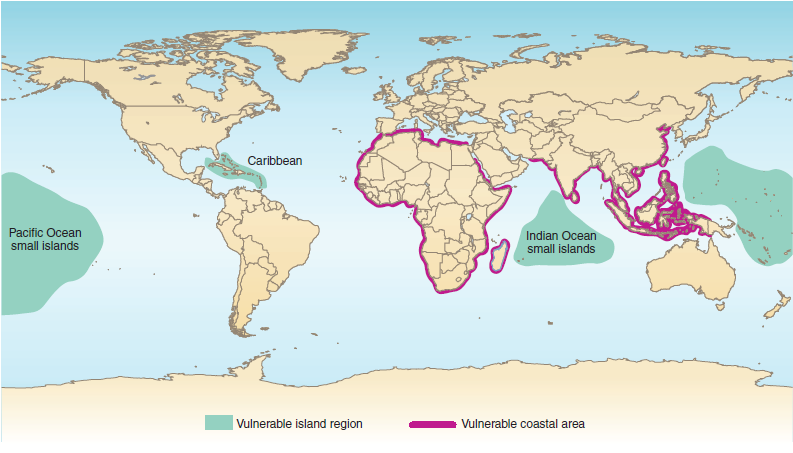 Caribbean
Pacific Ocean
small islands
Indian Ocean
small islands
Vulnerable island region
Vulnerable coastal area